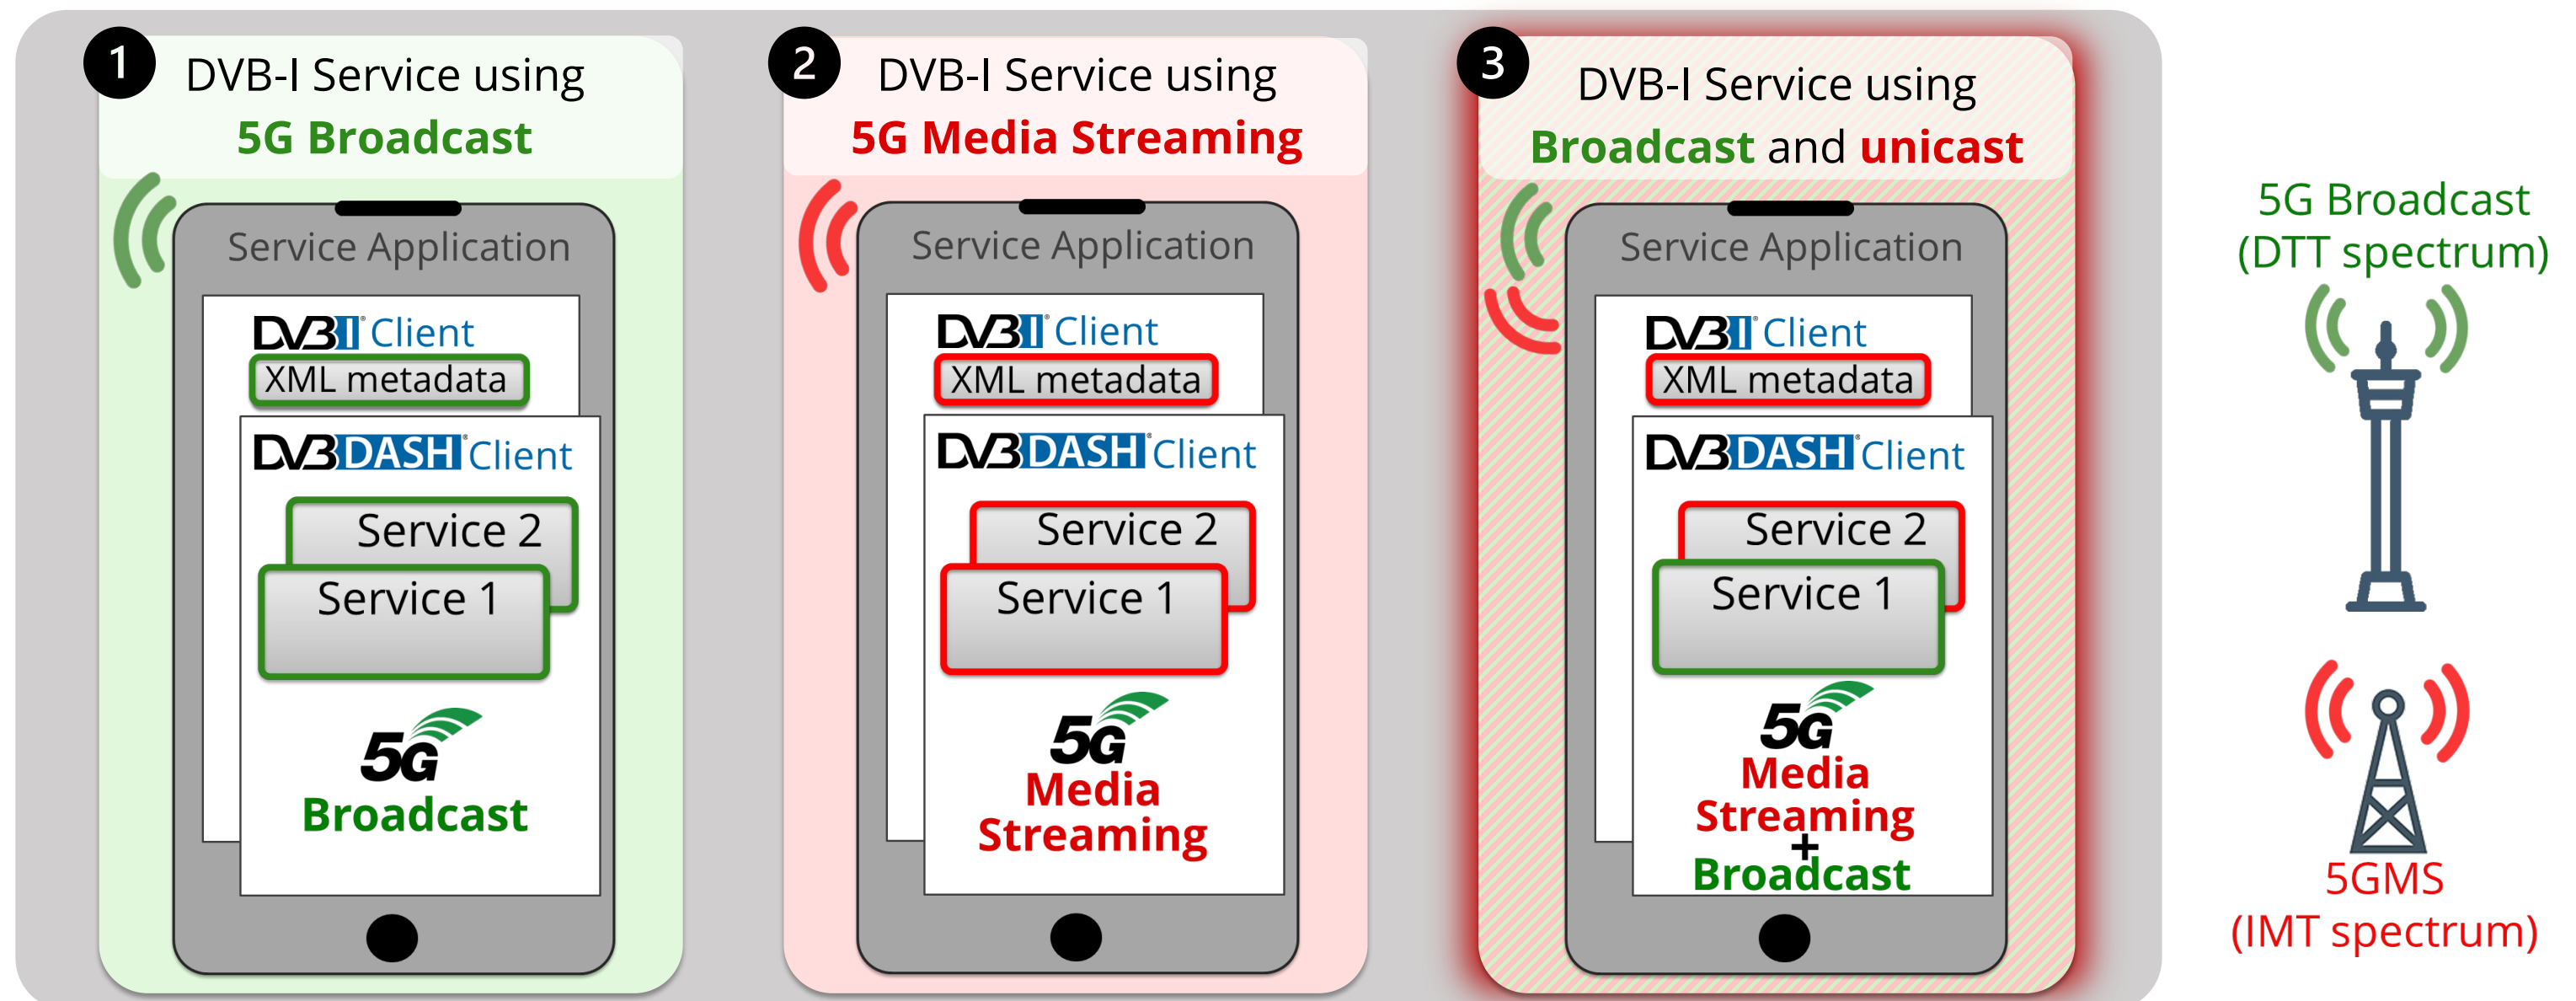 1
DVB-I Service using
5G Broadcast
Service Application
DVB I® Client
XML metadata
DVB DASH® Client
Service 2
Service 1
5G
Broadcast
2
DVB-I Service using
5G Media Streaming
Service Application
DVB I® Client
XML metadata
DVB DASH® Client
Service 2
Service 1
5G
Media
Streaming
3
DVB-I Service using
Broadcast and unicast
Service Application
DVB I® Client
XML metadata
DVB DASH® Client
Service 2
Service 1
5G
Media
Streaming
+
Broadcast
5G Broadcast
(DTT spectrum)
5GMS
(IMT spectrum)